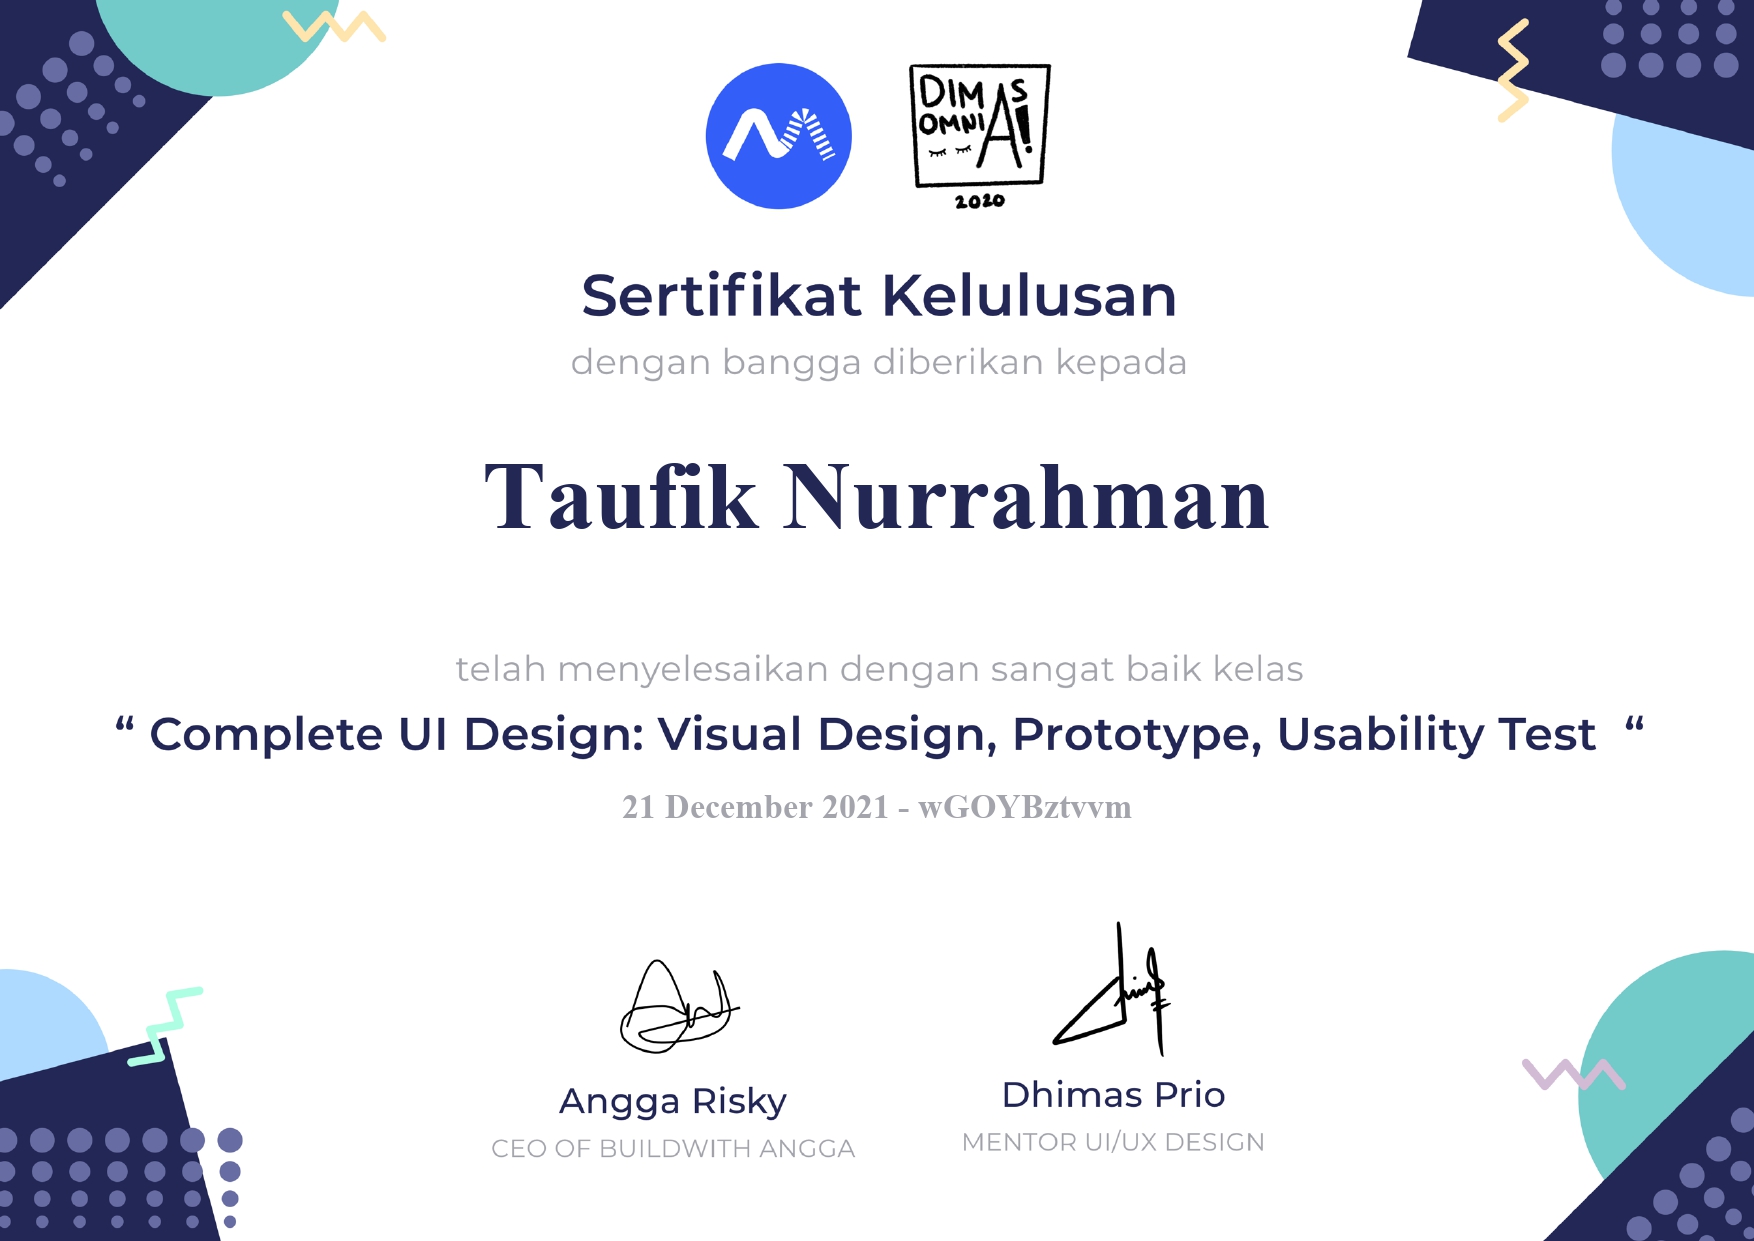 DIMAS
OMNIA!
2020
Sertifikat Kelulusan
dengan bangga diberikan kepada
Taufik Nurrahman
telah menyelesaikan dengan sangat baik kelas
“ Complete UI Design: Visual Design, Prototype, Usability Test “
21 December 2021 - wGOYBztvvm
Angga Risky
CEO OF BUILDWITH ANGGA
Dhimas Prio
MENTOR UI/UX DESIGN